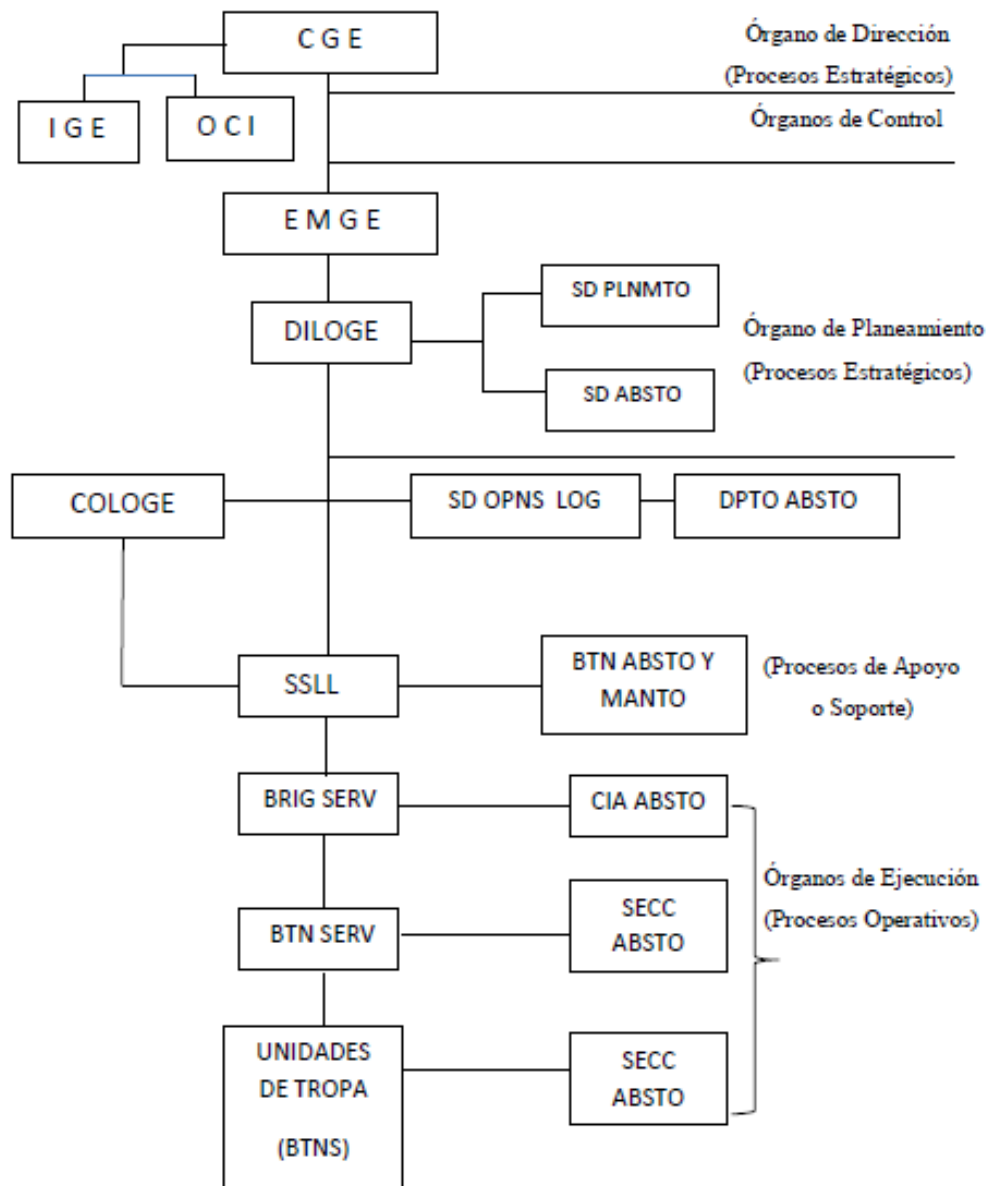 C G E
Órgano de Dirección
(Procesos Estratégicos)
I G E
O C I
Órganos de Control
E M G E
DILOGE
SD PLNMTO
SD ABSTO
Órgano de Planeamiento
(Procesos Estratégicos)
COLOGE
SD OPNS LOG
DPTO ABSTO
SSLL
BTN ABSTO Y
MANTO
(Procesos de Apoyo
o Soporte)
BRIG SERV
CIA ABSTO
BTN SERV
SECC
ABSTO
Órganos de Ejecución
(Procesos Operativos)
UNIDADES
DE TROPA
(BTNS)
SECC
ABSTO